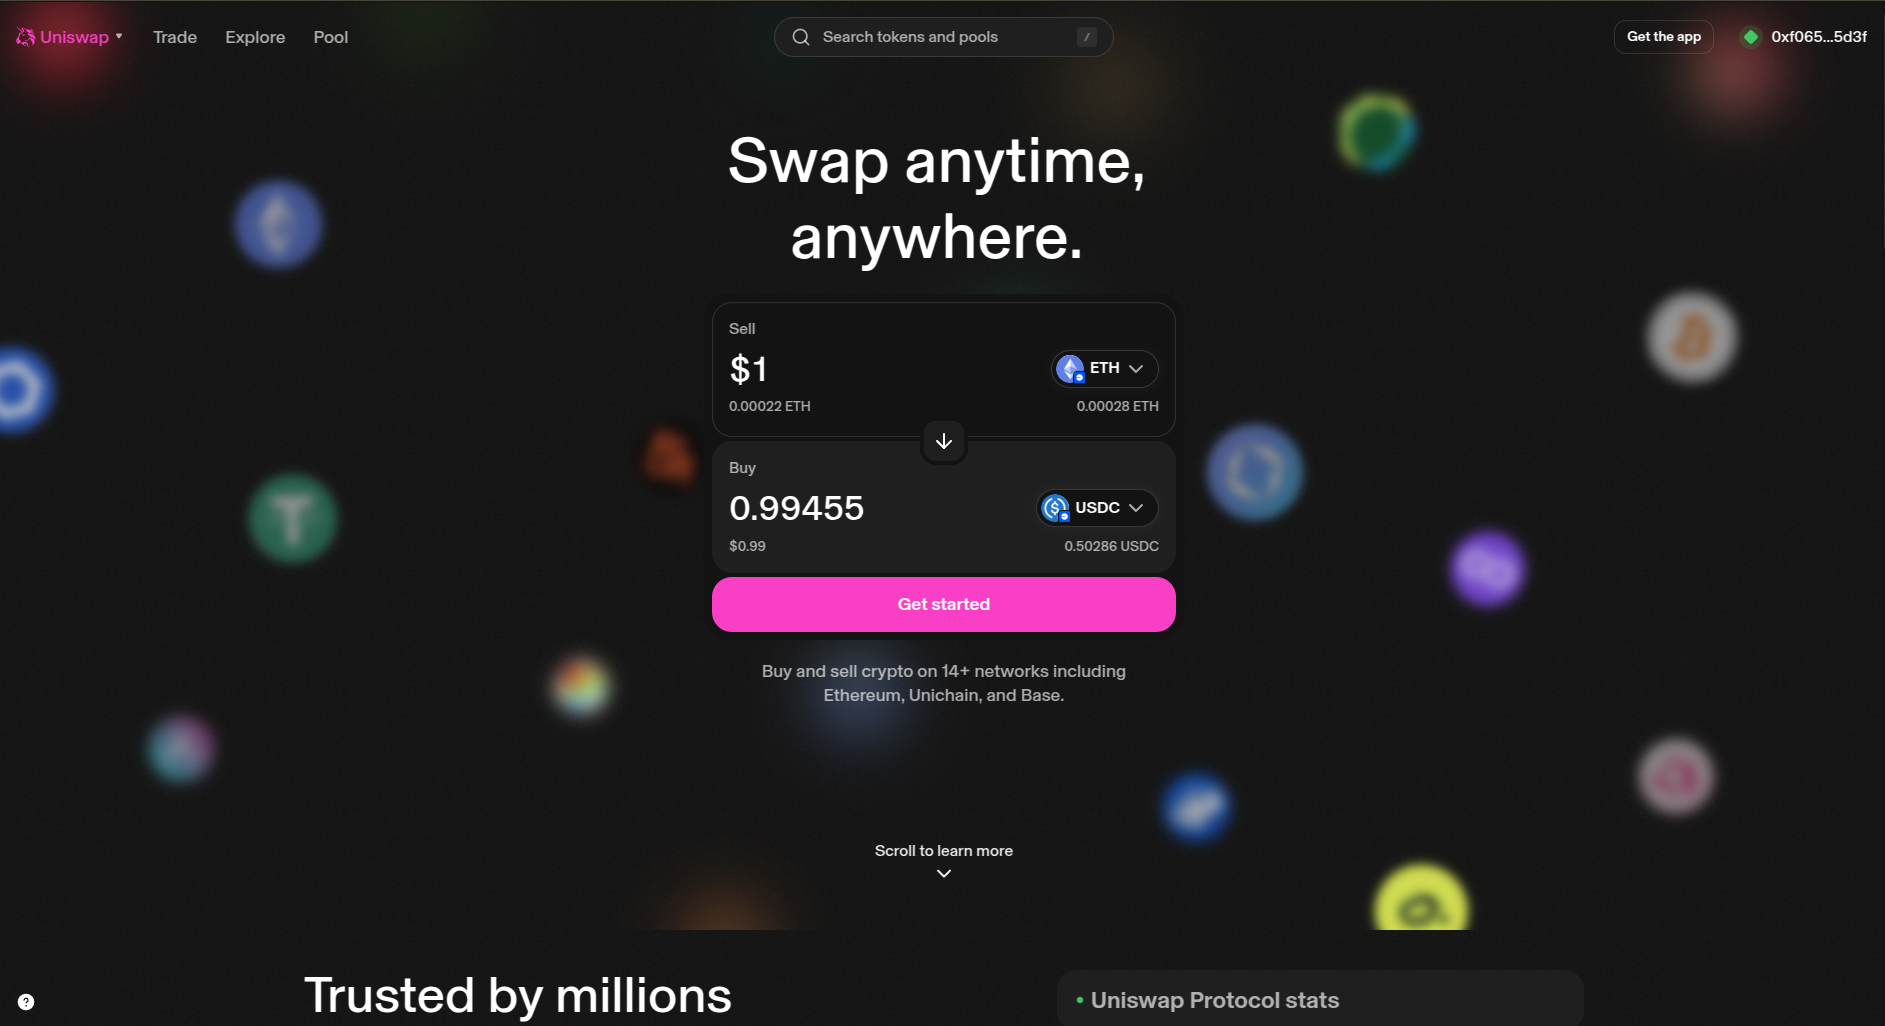 Uniswap
Trade
Explore
Pool
Search tokens and pools
/
Get the app
0xf065...5d3f
Swap anytime,
anywhere.
Sell
$1
ETH
0.00022 ETH
0.00028 ETH
Buy
0.99455
USDC
$0.99
0.50286 USDC
Get started
Buy and sell crypto on 14+ networks including
Ethereum, Unichain, and Base.
Scroll to learn more
Trusted by millions
Uniswap Protocol stats
?